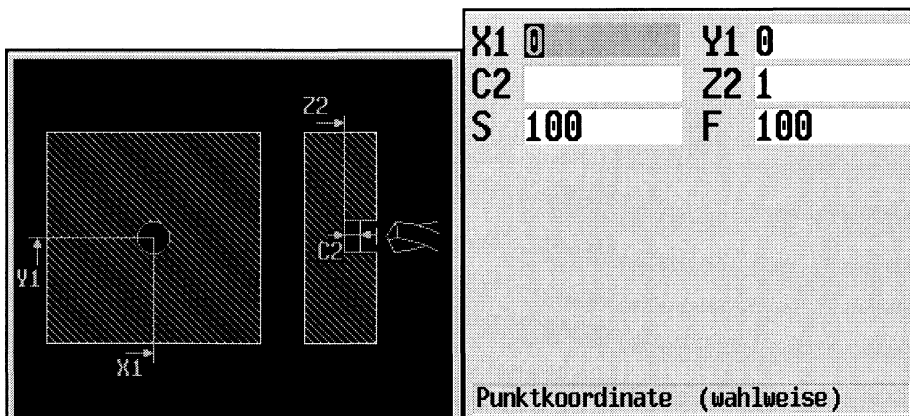 Z2
C2
Y1
X1
X1 0 Y1 0
C2 Z2 1
S 100 F 100
Punktkoordinate (wahlweise)